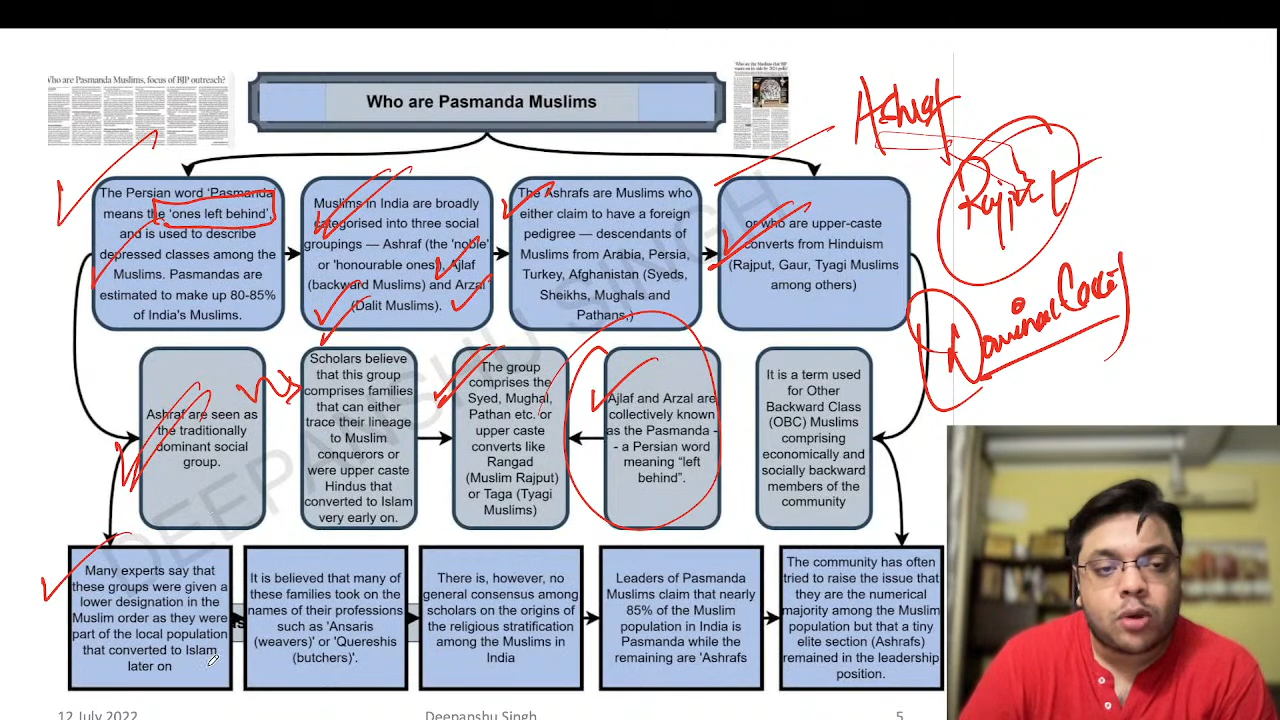 Who are Pasmanda Muslims, focus of BJP outreach?
Who are Pasmanda Muslims
Ashraf
Rajput
Dominant Caste
The Persian word 'Pasmanda'
means the 'ones left behind',
and is used to describe
depressed classes among the
Muslims. Pasmandas are
estimated to make up 80-85%
of India's Muslims.
Muslims in India are broadly
categorised into three social
groupings — Ashraf (the 'noble'
or 'honourable ones), Ajlaf
(backward Muslims) and Arzal
(Dalit Muslims).
The Ashrafs are Muslims who
either claim to have a foreign
pedigree — descendants of
Muslims from Arabia, Persia,
Turkey, Afghanistan (Syeds,
Sheikhs, Mughals and
Pathans,)
or who are upper-caste
converts from Hinduism
(Rajput, Gaur, Tyagi Muslims
among others)
Ashraf are seen as
the traditionally
dominant social
group.
Scholars believe
that this group
comprises families
that can either
trace their lineage
to Muslim
conquerors or
were upper caste
Hindus that
converted to Islam
very early on.
The group
comprises the
Syed, Mughal,
Pathan etc. or
upper caste
converts like
Rangad
(Muslim Rajput)
or Taga (Tyagi
Muslims)
Ajlaf and Arzal are
collectively known
as the Pasmanda -
- a Persian word
meaning “left
behind”.
It is a term used
for Other
Backward Class
(OBC) Muslims
comprising
economically and
socially backward
members of the
community
Many experts say that
these groups were given a
lower designation in the
Muslim order as they were
part of the local population
that converted to Islam
later on
It is believed that many of
these families took on the
names of their professions
such as 'Ansaris
(weavers)' or 'Quereshis
(butchers)'.
There is, however, no
general consensus among
scholars on the origins of
the religious stratification
among the Muslims in
India
Leaders of Pasmanda
Muslims claim that nearly
85% of the Muslim
population in India is
Pasmanda while the
remaining are 'Ashrafs
The community has often
tried to raise the issue that
they are the numerical
majority among the Muslim
population but that a tiny
elite section (Ashrafs)
remained in the leadership
position.
DEEPANSHU SINGH
12 July 2022
Deepanshu Singh
5